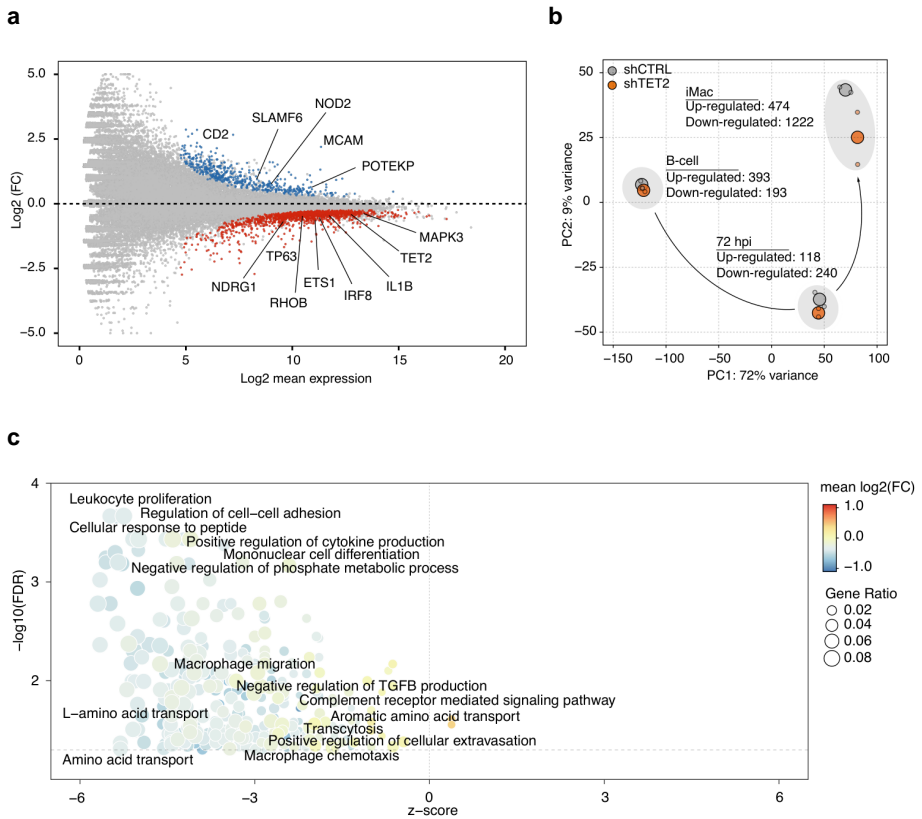 a
5.0
2.5
0.0
−2.5
−5.0
Log2 (FC)
0
5
10
15
20
Log2 mean expression
CD2
SLAMF6
NOD2
MCAM
POTEKP
MAPK3
TET2
IL1B
IRF8
ETS1
RHOB
TP63
NDRG1
b
shCTRL
shTET2
iMac
Up-regulated: 474
Down-regulated: 1222
B-cell
Up-regulated: 393
Down-regulated: 193
72 hpi
Up-regulated: 118
Down-regulated: 240
50
25
0
−25
−50
PC2: 9% variance
−150
−100
−50
0
50
100
PC1: 72% variance
c
4
3
2
−log10(FDR)
Leukocyte proliferation
Regulation of cell−cell adhesion
Cellular response to peptide
Positive regulation of cytokine production
Mononuclear cell differentiation
Negative regulation of phosphate metabolic process
Macrophage migration
Negative regulation of TGFB production
Complement receptor mediated signaling pathway
L−amino acid transport
Aromatic amino acid transport
Transcytosis
Positive regulation of cellular extravasation
Amino acid transport
Macrophage chemotaxis
−6
−3
0
3
6
z−score
mean log2(FC)
1.0
0.0
−1.0
Gene Ratio
0.02
0.04
0.06
0.08